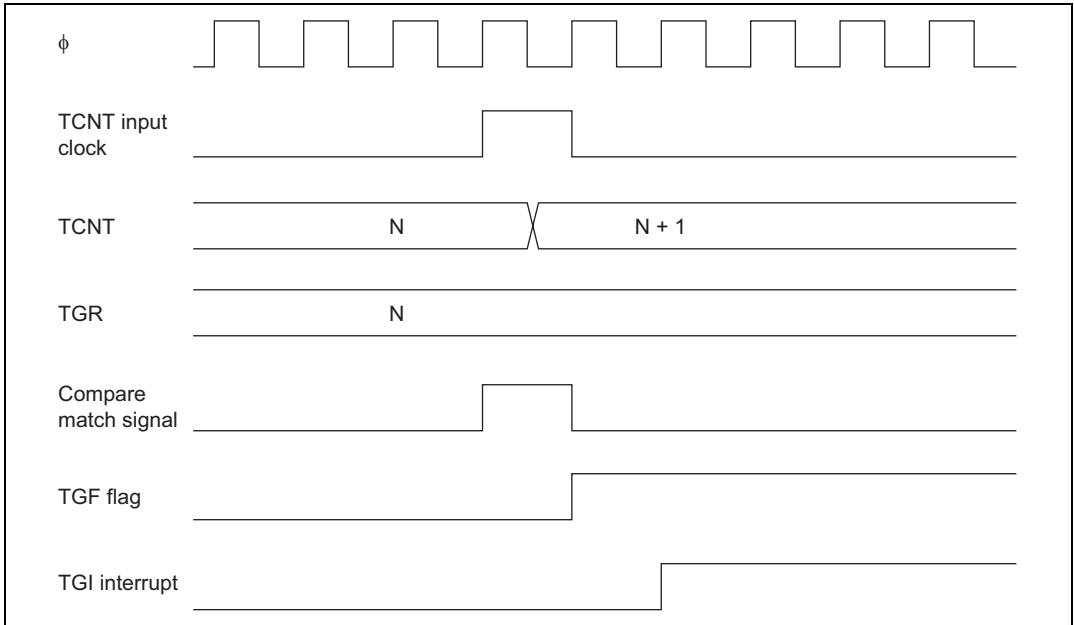 ϕ
TCNT input
clock
TCNT
N
N + 1
TGR
N
Compare
match signal
TGF flag
TGI interrupt